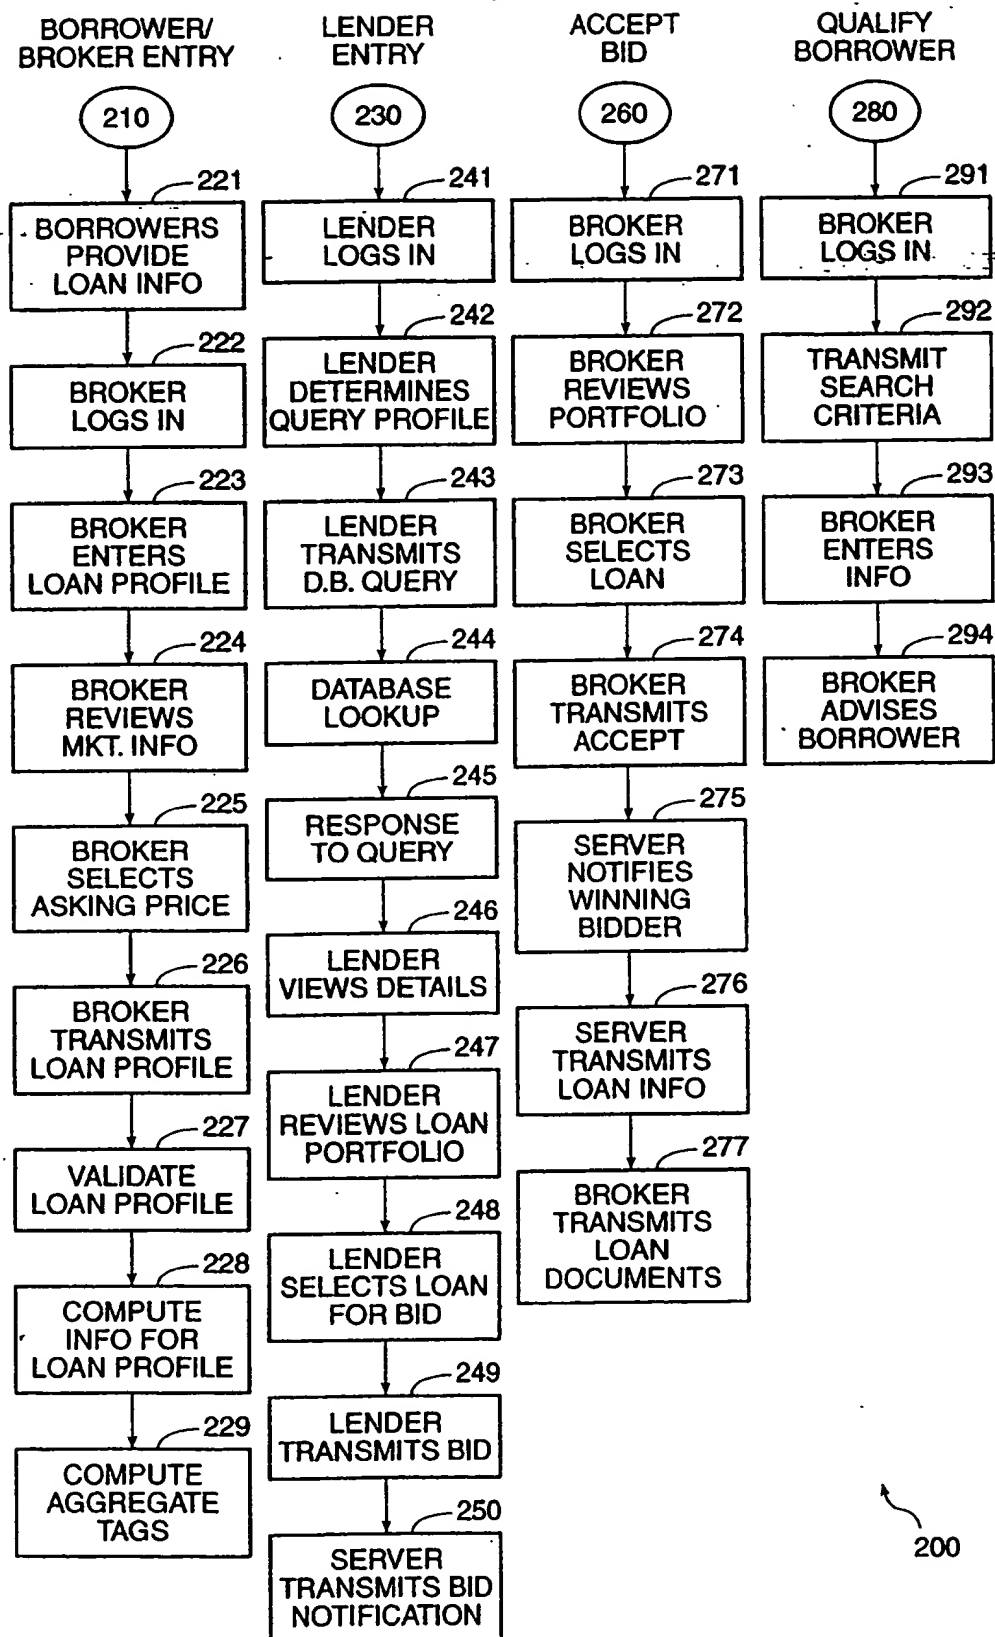 BORROWER/
BROKER ENTRY
210
221
BORROWERS
PROVIDE
LOAN INFO
222
BROKER
LOGS IN
223
BROKER
ENTERS
LOAN PROFILE
224
BROKER
REVIEWS
MKT. INFO
225
BROKER
SELECTS
ASKING PRICE
226
BROKER
TRANSMITS
LOAN PROFILE
227
VALIDATE
LOAN PROFILE
228
COMPUTE
INFO FOR
LOAN PROFILE
229
COMPUTE
AGGREGATE
TAGS
LENDER
ENTRY
230
241
LENDER
LOGS IN
242
LENDER
DETERMINES
QUERY PROFILE
243
LENDER
TRANSMITS
D.B. QUERY
244
DATABASE
LOOKUP
245
RESPONSE
TO QUERY
246
LENDER
VIEWS DETAILS
247
LENDER
REVIEWS LOAN
PORTFOLIO
248
LENDER
SELECTS LOAN
FOR BID
249
LENDER
TRANSMITS BID
250
SERVER
TRANSMITS BID
NOTIFICATION
ACCEPT
BID
260
271
BROKER
LOGS IN
272
BROKER
REVIEWS
PORTFOLIO
273
BROKER
SELECTS
LOAN
274
BROKER
TRANSMITS
ACCEPT
275
SERVER
NOTIFIES
WINNING
BIDDER
276
SERVER
TRANSMITS
LOAN INFO
277
BROKER
TRANSMITS
LOAN
DOCUMENTS
QUALIFY
BORROWER
280
291
BROKER
LOGS IN
292
TRANSMIT
SEARCH
CRITERIA
293
BROKER
ENTERS
INFO
294
BROKER
ADVISES
BORROWER
200